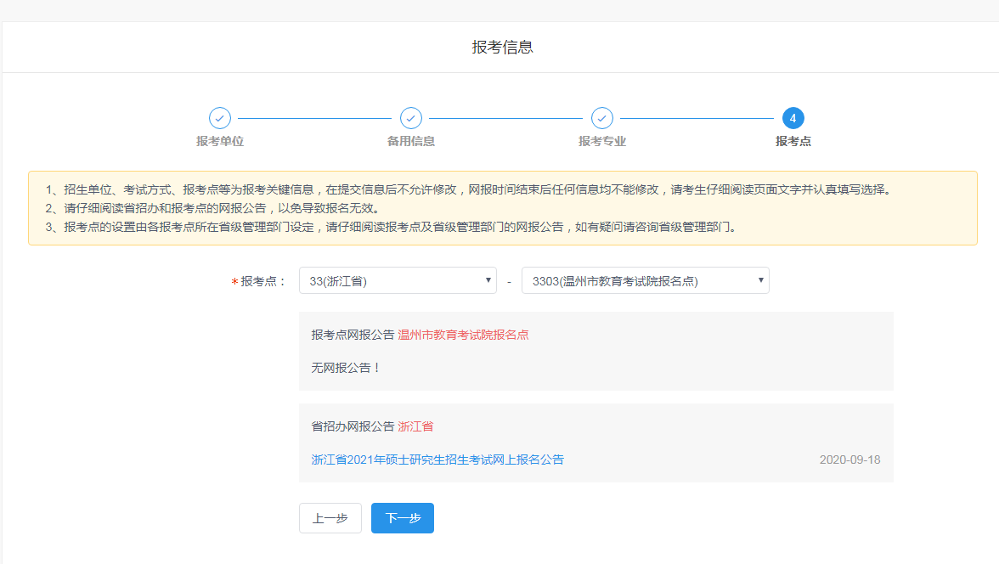 报考信息
4
报考单位 备用信息 报考专业 报考点
1、招生单位、考试方式、报考点等为报考关键信息，在提交信息后不允许修改，网报时间结束后任何信息均不能修改，请考生仔细阅读页面文字并认真填写选择。
2、请仔细阅读省招办和报考点的网报公告，以免导致报名无效。
3、报考点的设置由各报考点所在省级管理部门设定，请仔细阅读报考点及省级管理部门的网报公告，如有疑问请咨询省级管理部门。
*报考点： 33(浙江省) - 3303(温州市教育考试院报名点)
报考点网报公告 温州市教育考试院报名点
无网报公告！
省招办网报公告 浙江省
浙江省2021年硕士研究生招生考试网上报名公告 2020-09-18
上一步 下一步